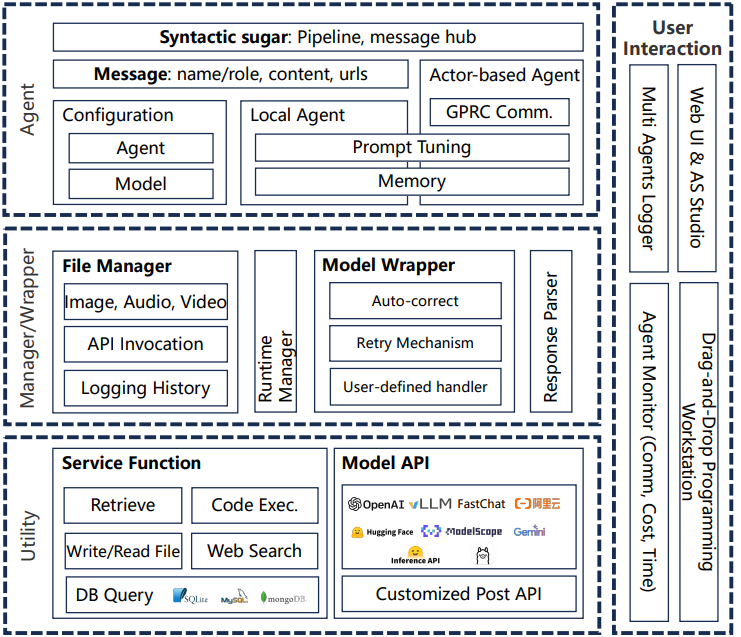 Agent
Syntactic sugar: Pipeline, message hub
Message: name/role, content, urls
Actor-based Agent
GPRC Comm.
Configuration
Agent
Model
Local Agent
Prompt Tuning
Memory
Manager/Wrapper
File Manager
Image, Audio, Video
API Invocation
Logging History
Runtime
Manager
Model Wrapper
Auto-correct
Retry Mechanism
User-defined handler
Response Parser
Utility
Service Function
Retrieve
Code Exec.
Write/Read File
Web Search
DB Query
SQLite
MySQL
mongoDB
Model API
OpenAI
vLLM
FastChat
阿里云
Hugging Face
ModelScope
Gemini
Inference API
Customized Post API
User
Interaction
Multi Agents Logger
Web UI & AS Studio
Agent Monitor (Comm, Cost, Time)
Drag-and-Drop Programming
Workstation